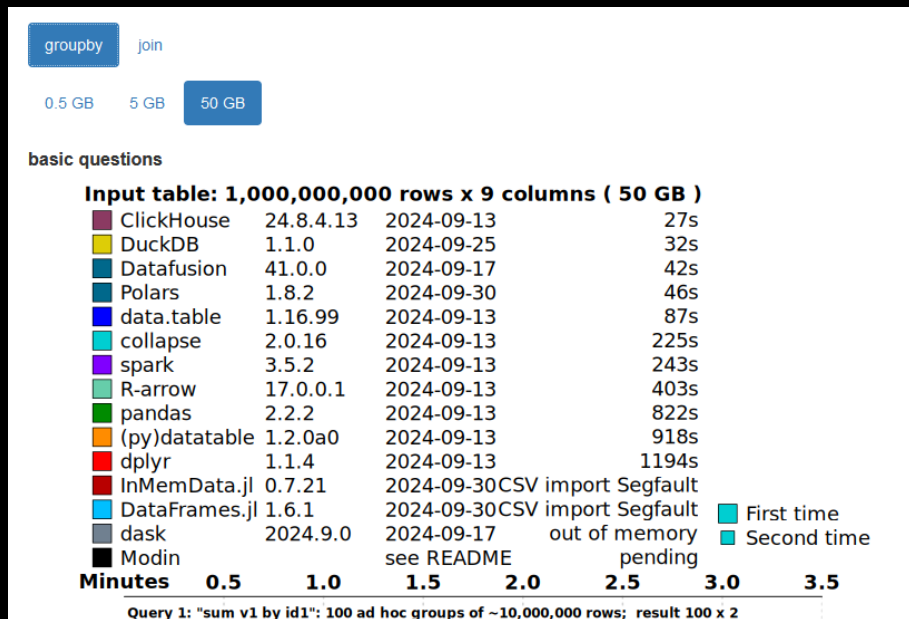 groupby join
0.5 GB 5 GB 50 GB
basic questions
Input table: 1,000,000,000 rows x 9 columns ( 50 GB )
ClickHouse 24.8.4.13 2024-09-13 27s
DuckDB 1.1.0 2024-09-25 32s
Datafusion 41.0.0 2024-09-17 42s
Polars 1.8.2 2024-09-30 46s
data.table 1.16.99 2024-09-13 87s
collapse 2.0.16 2024-09-13 225s
spark 3.5.2 2024-09-13 243s
R-arrow 17.0.0.1 2024-09-13 403s
pandas 2.2.2 2024-09-13 822s
(py)datatable 1.2.0a0 2024-09-13 918s
dplyr 1.1.4 2024-09-13 1194s
InMemData.jl 0.7.21 2024-09-30 CSV import Segfault
DataFrames.jl 1.6.1 2024-09-30 CSV import Segfault
First time
dask 2024.9.0 2024-09-17 out of memory
Second time
Modin see README pending
Minutes 0.5 1.0 1.5 2.0 2.5 3.0 3.5
Query 1: "sum v1 by id1": 100 ad hoc groups of ~10,000,000 rows; result 100 x 2